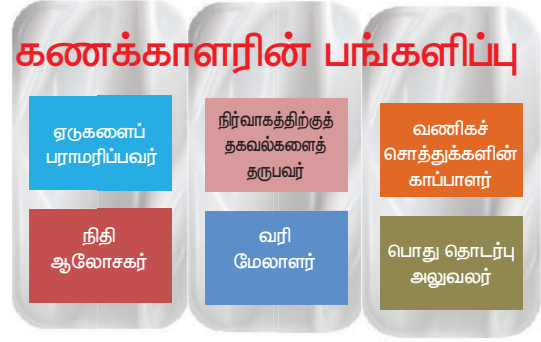 கணக்காளரின் பங்களிப்பு
ஏடுகளைப்
பராமரிப்பவர்
நிர்வாகத்திற்குத்
தகவல்களைத்
தருபவர்
வணிகச்
சொத்துக்களின்
காப்பாளர்
நிதி
ஆலோசகர்
வரி
மேலாளர்
பொது தொடர்பு
அலுவலர்